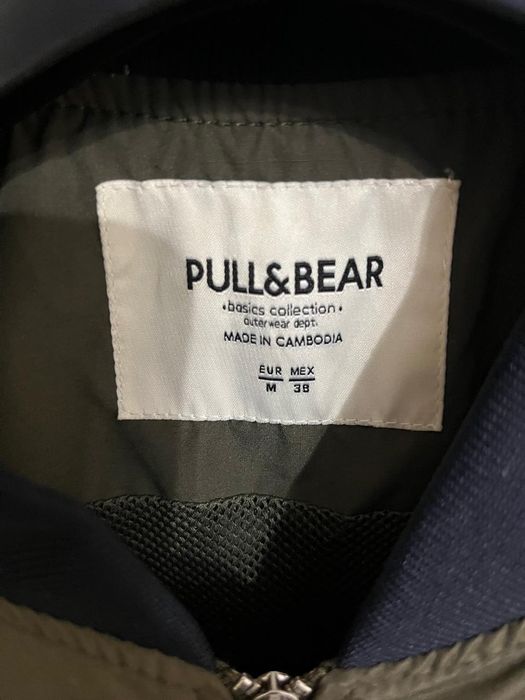 PULL&BEAR
•basics collection•
outerwear dept.
MADE IN CAMBODIA
EUR MEX
M 38